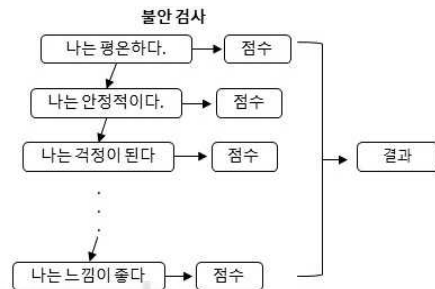 불안 검사
나는 평온하다. 점수
나는 안정적이다. 점수
나는 걱정이 된다 점수 결과
.
.
.
나는 느낌이 좋다 점수